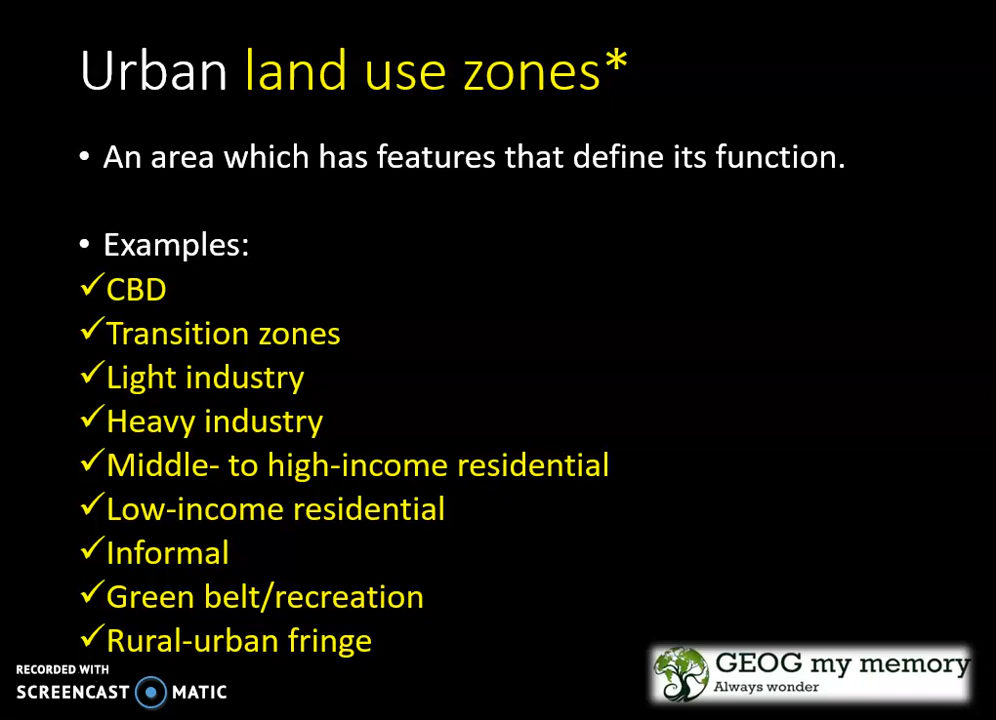 Urban land use zones*
• An area which has features that define its function.
• Examples:
✓CBD
✓Transition zones
✓Light industry
✓Heavy industry
✓Middle- to high-income residential
✓Low-income residential
✓Informal
✓Green belt/recreation
✓Rural-urban fringe
RECORDED WITH
SCREENCAST MATIC
GEOG my memory
Always wonder